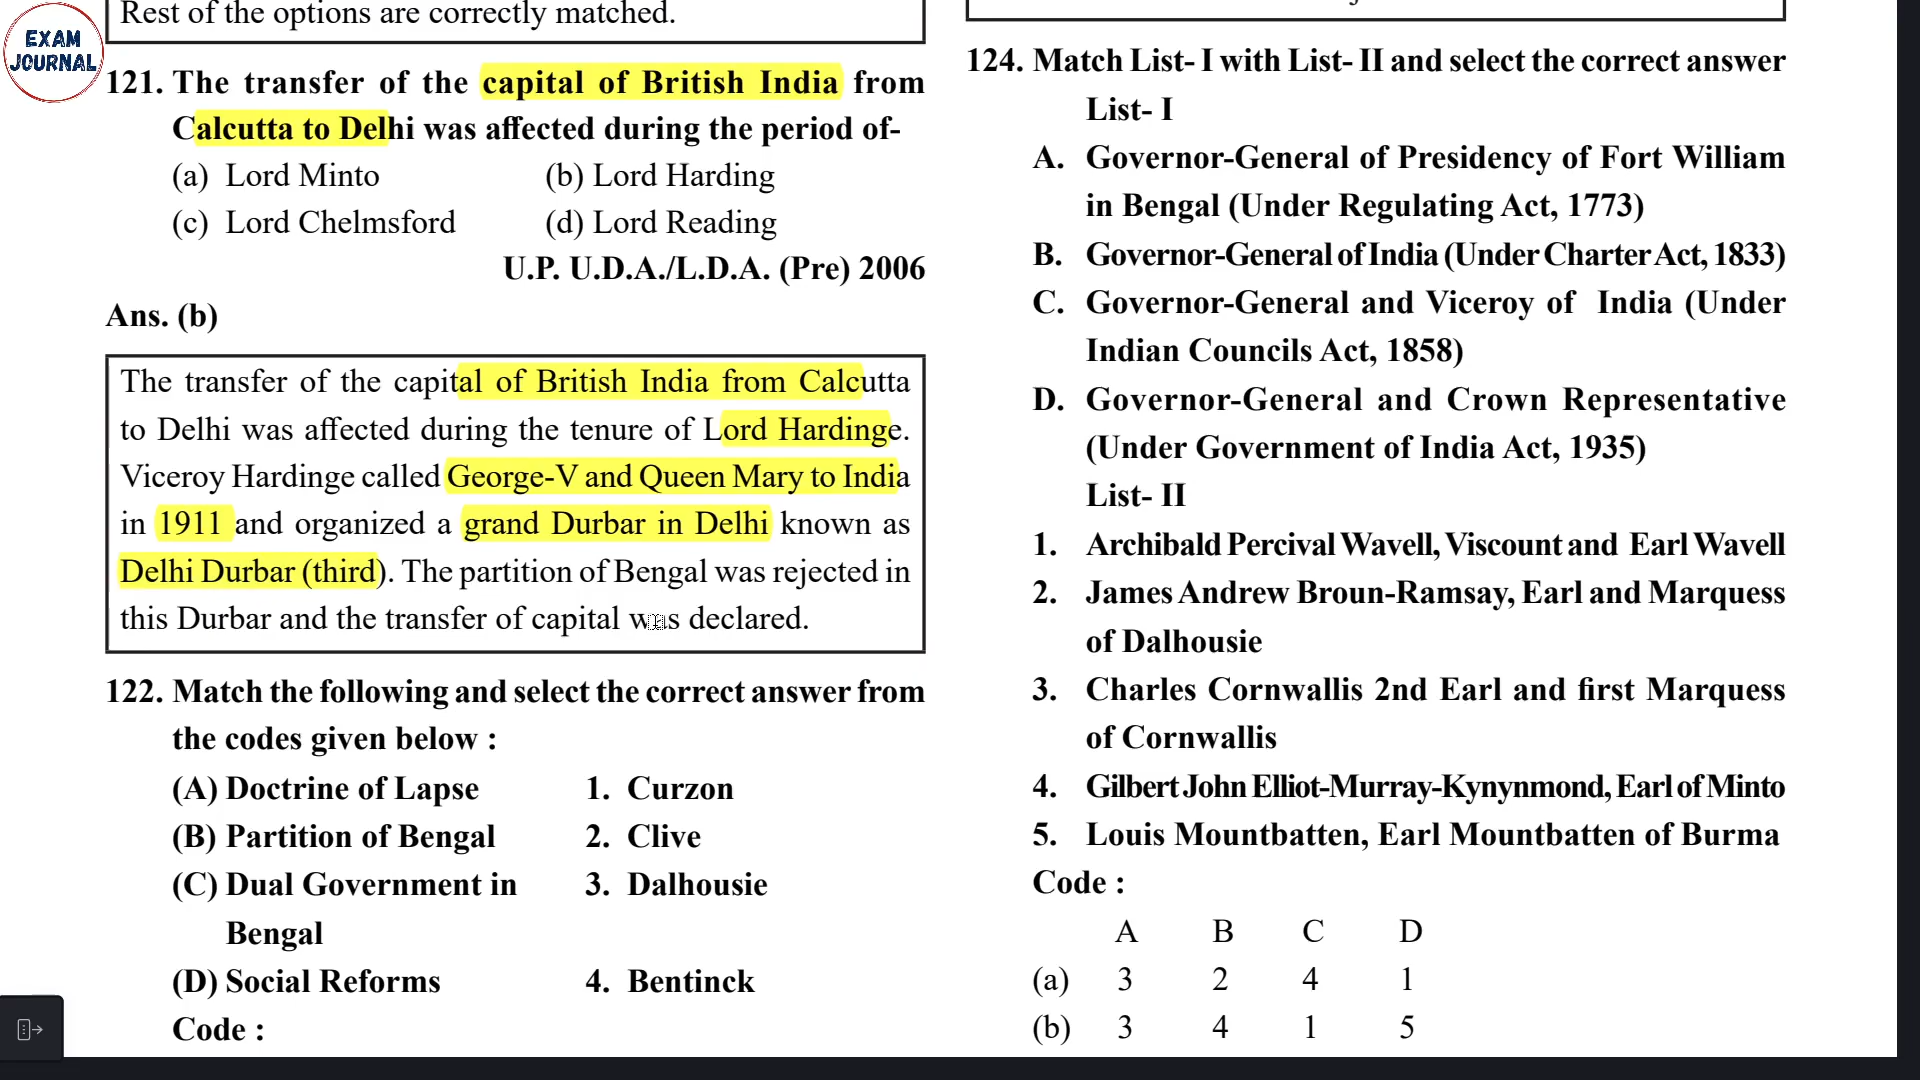 EXAM
JOURNAL
Rest of the options are correctly matched.
121. The transfer of the capital of British India from
Calcutta to Delhi was affected during the period of-
(a) Lord Minto (b) Lord Harding
(c) Lord Chelmsford (d) Lord Reading
U.P. U.D.A./L.D.A. (Pre) 2006
Ans. (b)
The transfer of the capital of British India from Calcutta
to Delhi was affected during the tenure of Lord Hardinge.
Viceroy Hardinge called George-V and Queen Mary to India
in 1911 and organized a grand Durbar in Delhi known as
Delhi Durbar (third). The partition of Bengal was rejected in
this Durbar and the transfer of capital was declared.
122. Match the following and select the correct answer from
the codes given below :
(A) Doctrine of Lapse 1. Curzon
(B) Partition of Bengal 2. Clive
(C) Dual Government in 3. Dalhousie
Bengal
(D) Social Reforms 4. Bentinck
Code :
124. Match List- I with List- II and select the correct answer
List- I
A. Governor-General of Presidency of Fort William
in Bengal (Under Regulating Act, 1773)
B. Governor-General of India (Under Charter Act, 1833)
C. Governor-General and Viceroy of India (Under
Indian Councils Act, 1858)
D. Governor-General and Crown Representative
(Under Government of India Act, 1935)
List- II
1. Archibald Percival Wavell, Viscount and Earl Wavell
2. James Andrew Broun-Ramsay, Earl and Marquess
of Dalhousie
3. Charles Cornwallis 2nd Earl and first Marquess
of Cornwallis
4. Gilbert John Elliot-Murray-Kynynmond, Earl of Minto
5. Louis Mountbatten, Earl Mountbatten of Burma
Code :
A B C D
(a) 3 2 4 1
(b) 3 4 1 5